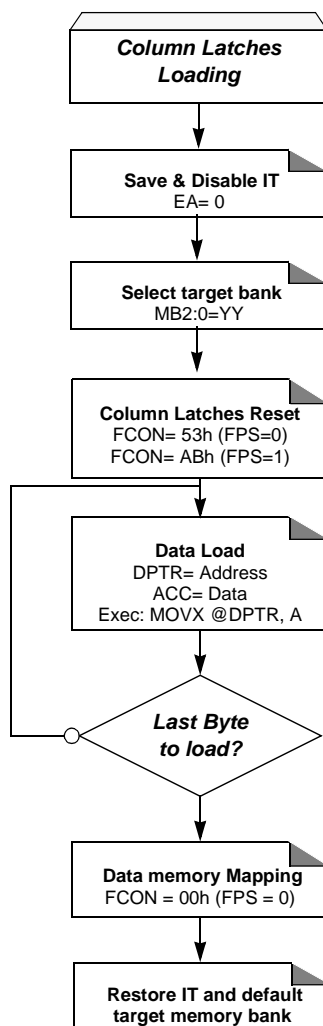 Column Latches
Loading
Save & Disable IT
EA= 0
Select target bank
MB2:0=YY
Column Latches Reset
FCON= 53h (FPS=0)
FCON= ABh (FPS=1)
Data Load
DPTR= Address
ACC= Data
Exec: MOVX @DPTR, A
Last Byte
to load?
Data memory Mapping
FCON = 00h (FPS = 0)
Restore IT and default
target memory bank